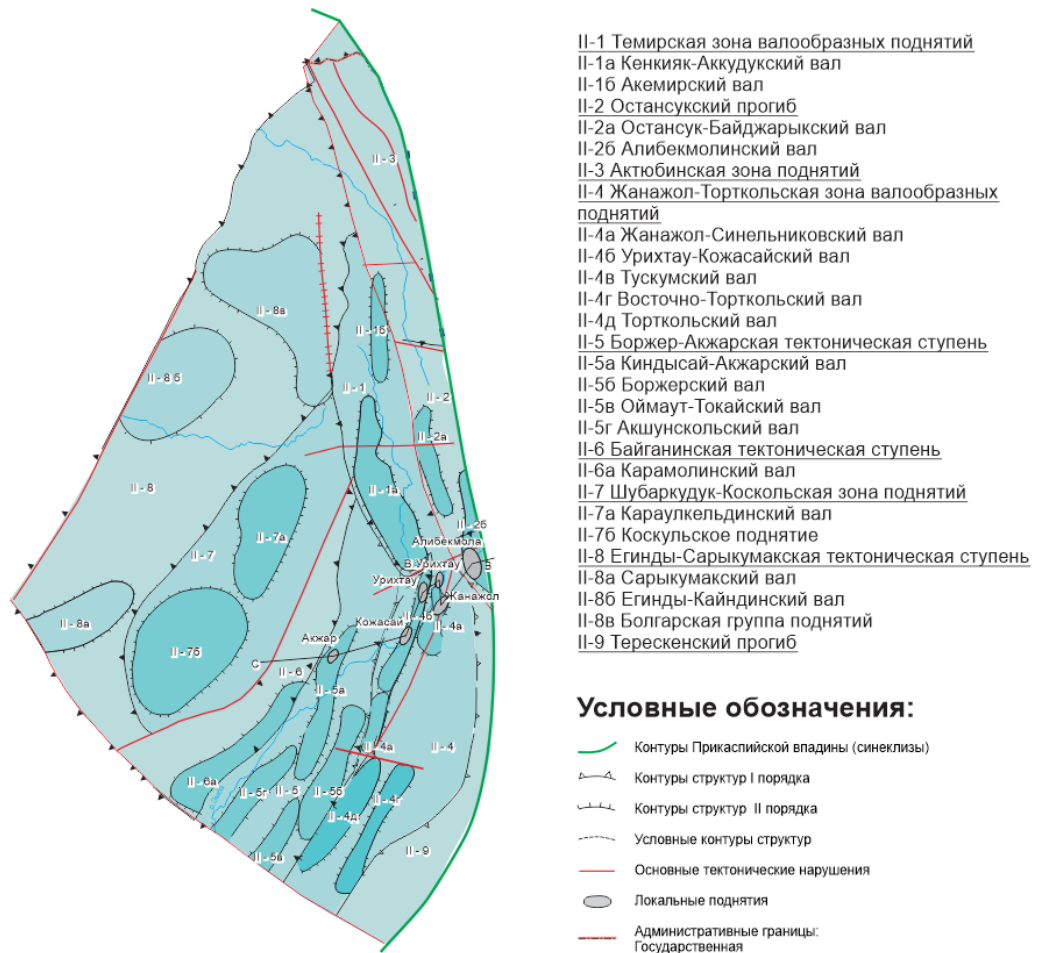 II - 3
II - 8в
II - 1б
II - 8 б
II - 1
II - 2
II - 2а
II - 8
II - 1а
II - 2б
II - 7а
Алибекмола
II - 7
В.Урихтау
В
Урихтау
Жанажол
II - 8а
II - 4б
Кожасай
II - 4а
Акжар
II - 7б
С
II - 6
II - 5а
II - 4а
II - 4
II - 6а
II - 5г
II - 5
II - 5б
II - 4г
II - 4д
II - 5в
II - 9
II-1 Темирская зона валообразных поднятий
II-1а Кенкияк-Аккудукский вал
II-1б Акемирский вал
II-2 Остансукский прогиб
II-2а Остансук-Байджарыкский вал
II-2б Алибекмолинский вал
II-3 Актюбинская зона поднятий
II-4 Жанажол-Торткольская зона валообразных
поднятий
II-4а Жанажол-Синельниковский вал
II-4б Урихтау-Кожасайский вал
II-4в Тускумский вал
II-4г Восточно-Торткольский вал
II-4д Торткольский вал
II-5 Боржер-Акжарская тектоническая ступень
II-5а Киндысай-Акжарский вал
II-5б Боржерский вал
II-5в Оймаут-Токайский вал
II-5г Акшунскольский вал
II-6 Байганинская тектоническая ступень
II-6а Карамолинский вал
II-7 Шубаркудук-Коскольская зона поднятий
II-7а Караулкельдинский вал
II-7б Коскульское поднятие
II-8 Егинды-Сарыкумакская тектоническая ступень
II-8а Сарыкумакский вал
II-8б Егинды-Кайндинский вал
II-8в Болгарская группа поднятий
II-9 Терескенский прогиб
Условные обозначения:
Контуры Прикаспийской впадины (синеклизы)
Контуры структур I порядка
Контуры структур II порядка
Условные контуры структур
Основные тектонические нарушения
Локальные поднятия
Административные границы:
Государственная